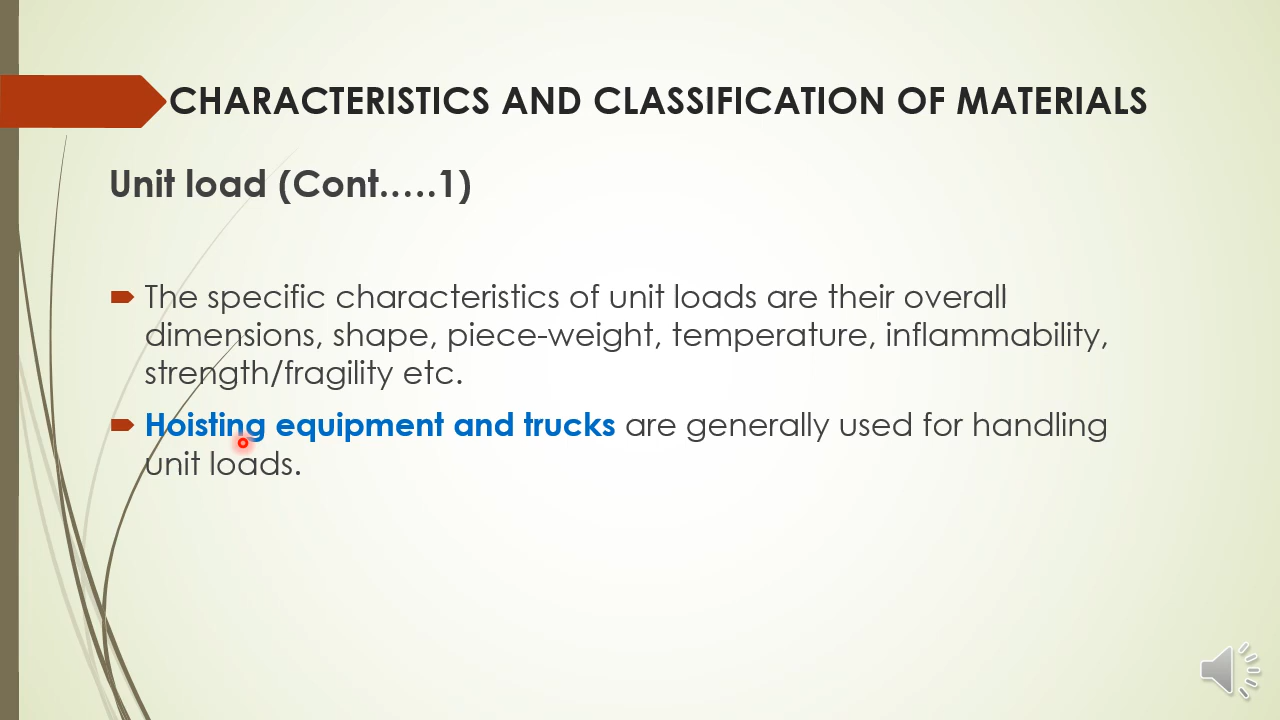 CHARACTERISTICS AND CLASSIFICATION OF MATERIALS
Unit load (Cont.....1)
The specific characteristics of unit loads are their overall
dimensions, shape, piece-weight, temperature, inflammability,
strength/fragility etc.
Hoisting equipment and trucks are generally used for handling
unit loads.